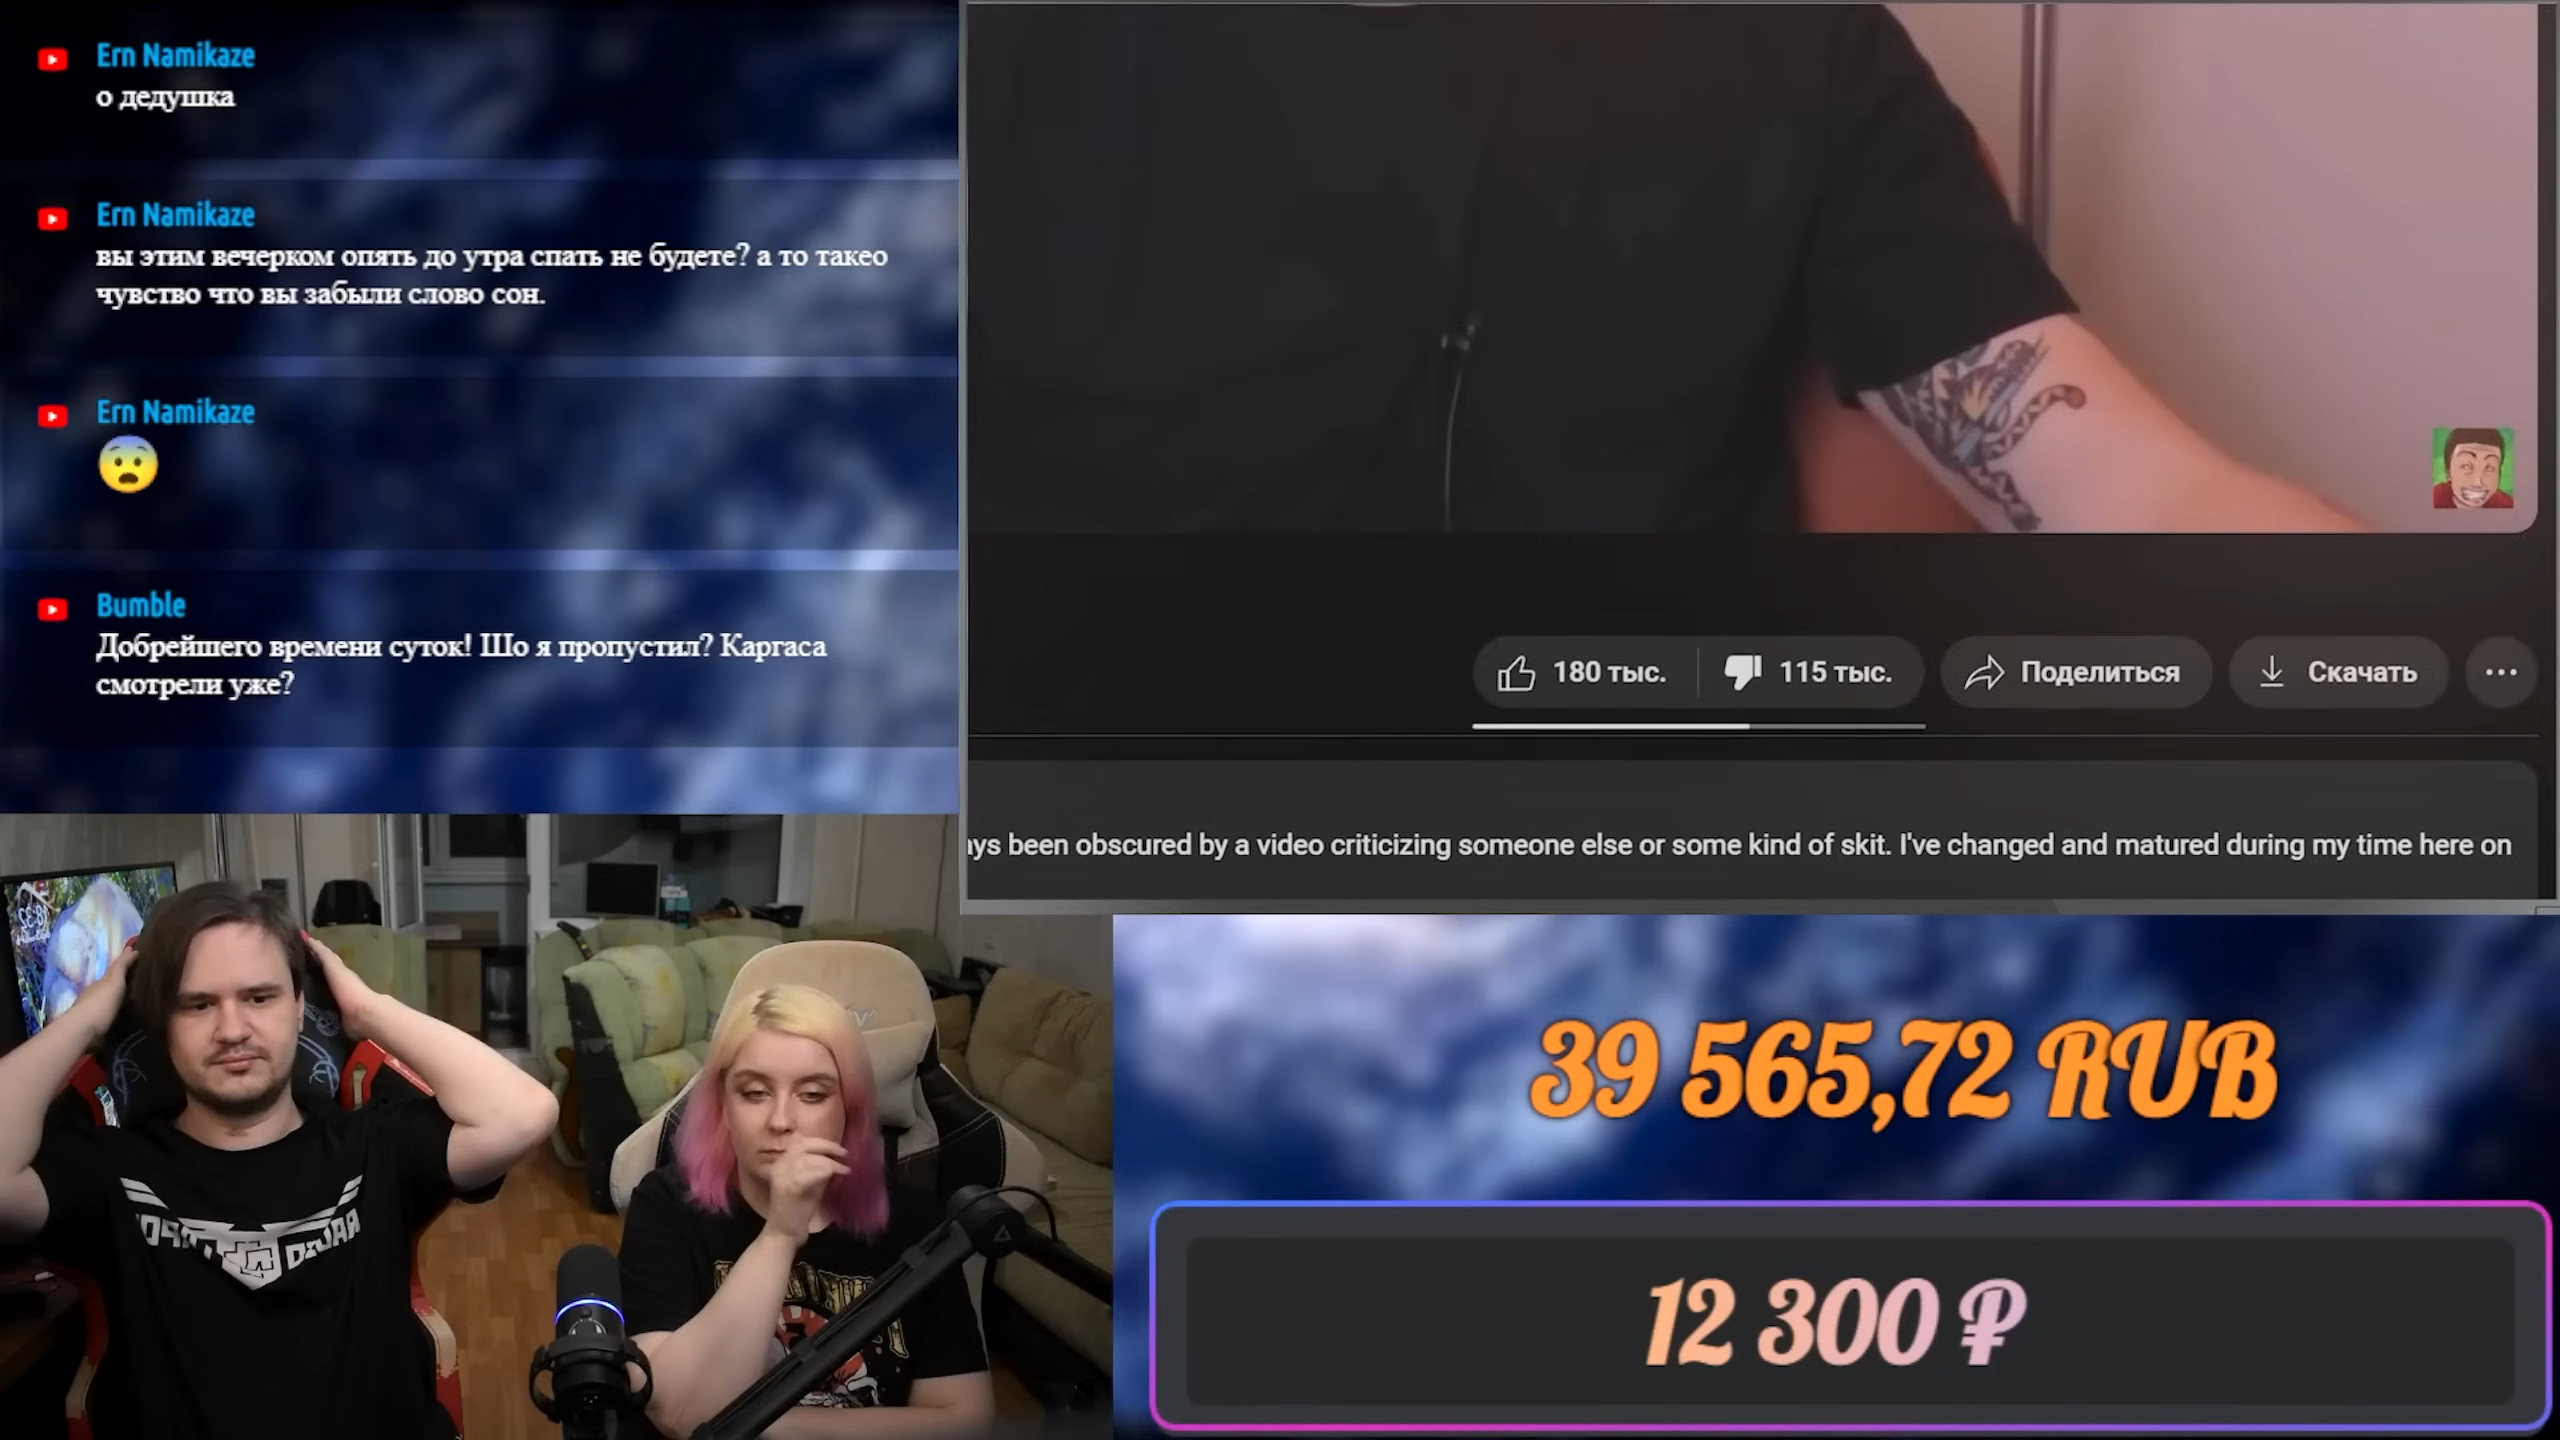 Ern Namikaze
о дедушка
Ern Namikaze
вы этим вечерком опять до утра спать не будете? а то такео
чувство что вы забыли слово сон.
Ern Namikaze
Bumble
Добрейшего времени суток! Шо я пропустил? Каргаса
смотрели уже?
180 тыс.
115 тыс.
Поделиться
Скачать
been obscured by a video criticizing someone else or some kind of skit. I've changed and matured during my time here on
39 565,72 RUB
12 300 ₽